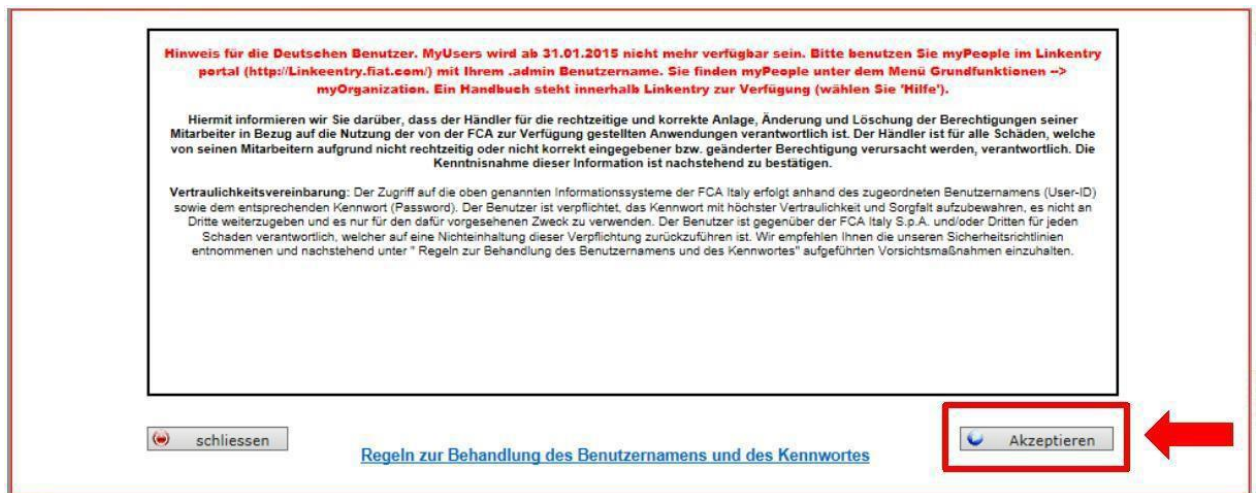 Hinweis für die Deutschen Benutzer. MyUsers wird ab 31.01.2015 nicht mehr verfügbar sein. Bitte benutzen Sie myPeople im Linkentry
portal (http://Linkeentry.fiat.com/) mit Ihrem .admin Benutzername. Sie finden myPeople unter dem Menü Grundfunktionen -->
myOrganization. Ein Handbuch steht innerhalb Linkentry zur Verfügung (wählen Sie 'Hilfe').
Hiermit informieren wir Sie darüber, dass der Händler für die rechtzeitige und korrekte Anlage, Änderung und Löschung der Berechtigungen seiner
Mitarbeiter in Bezug auf die Nutzung der von der FCA zur Verfügung gestellten Anwendungen verantwortlich ist. Der Händler ist für alle Schäden, welche
von seinen Mitarbeitern aufgrund nicht rechtzeitig oder nicht korrekt eingegebener bzw. geänderter Berechtigung verursacht werden, verantwortlich. Die
Kenntnisnahme dieser Information ist nachstehend zu bestätigen.
Vertraulichkeitsvereinbarung: Der Zugriff auf die oben genannten Informationssysteme der FCA Italy erfolgt anhand des zugeordneten Benutzernamens (User-ID)
sowie dem entsprechenden Kennwort (Password). Der Benutzer ist verpflichtet, das Kennwort mit höchster Vertraulichkeit und Sorgfalt aufzubewahren, es nicht an
Dritte weiterzugeben und es nur für den dafür vorgesehenen Zweck zu verwenden. Der Benutzer ist gegenüber der FCA Italy S.p.A. und/oder Dritten für jeden
Schaden verantwortlich, welcher auf eine Nichteinhaltung dieser Verpflichtung zurückzuführen ist. Wir empfehlen Ihnen die unseren Sicherheitsrichtlinien
entnommenen und nachstehend unter " Regeln zur Behandlung des Benutzernamens und des Kennwortes" aufgeführten Vorsichtsmaßnahmen einzuhalten.
schliessen
Akzeptieren
Regeln zur Behandlung des Benutzernamens und des Kennwortes